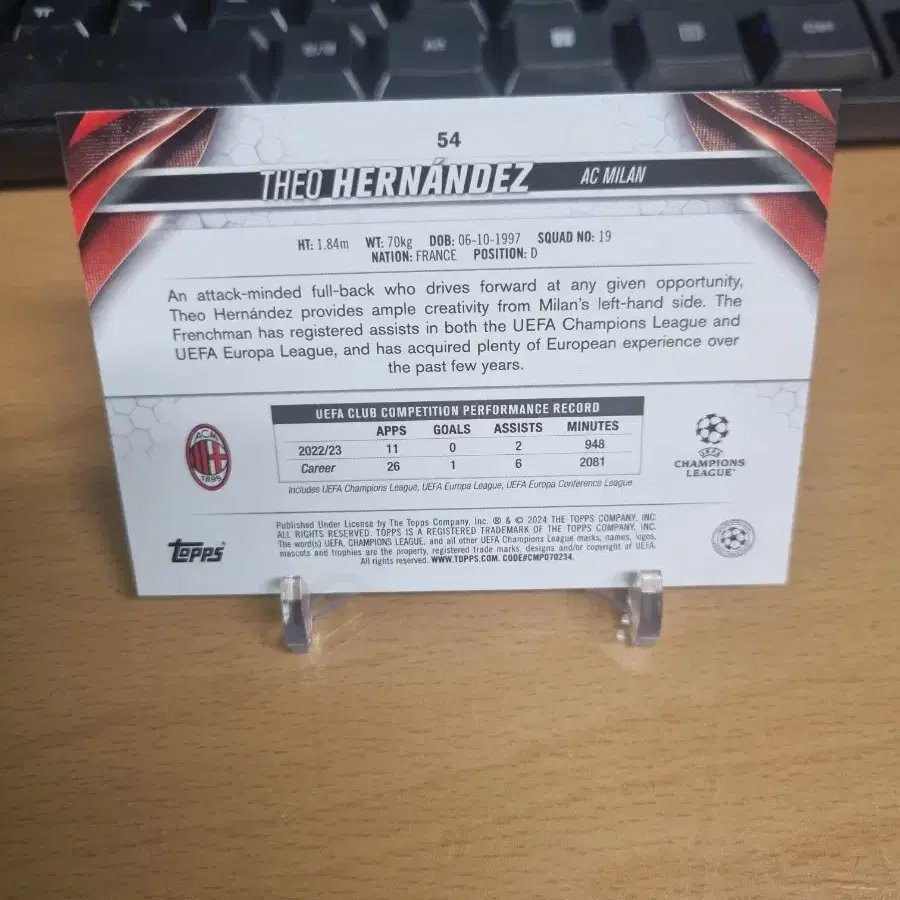 54
THEO HERNÁNDEZ AC MILAN
HT: 1.84m WT: 70kg DOB: 06-10-1997 SQUAD NO: 19
NATION: FRANCE POSITION: D
An attack-minded full-back who drives forward at any given opportunity,
Theo Hernández provides ample creativity from Milan's left-hand side. The
Frenchman has registered assists in both the UEFA Champions League and
UEFA Europa League, and has acquired plenty of European experience over
the past few years.
UEFA CLUB COMPETITION PERFORMANCE RECORD
APPS GOALS ASSISTS MINUTES
2022/23 11 0 2 948
Career 26 1 6 2081
Includes UEFA Champions League, UEFA Europa League, UEFA Europa Conference League
ACM
1899
UEFA
CHAMPIONS
LEAGUE
Topps
Published Under License by The Topps Company, Inc. ® & © 2024 THE TOPPS COMPANY, INC.
ALL RIGHTS RESERVED. TOPPS IS A REGISTERED TRADEMARK OF THE TOPPS COMPANY, INC.
The word(s) UEFA, CHAMPIONS LEAGUE, and all other UEFA Champions League marks, names, logos,
mascots and trophies are the property, registered trade marks, designs and/or copyright of UEFA.
All rights reserved. WWW.TOPPS.COM. CODE#CMP070234.